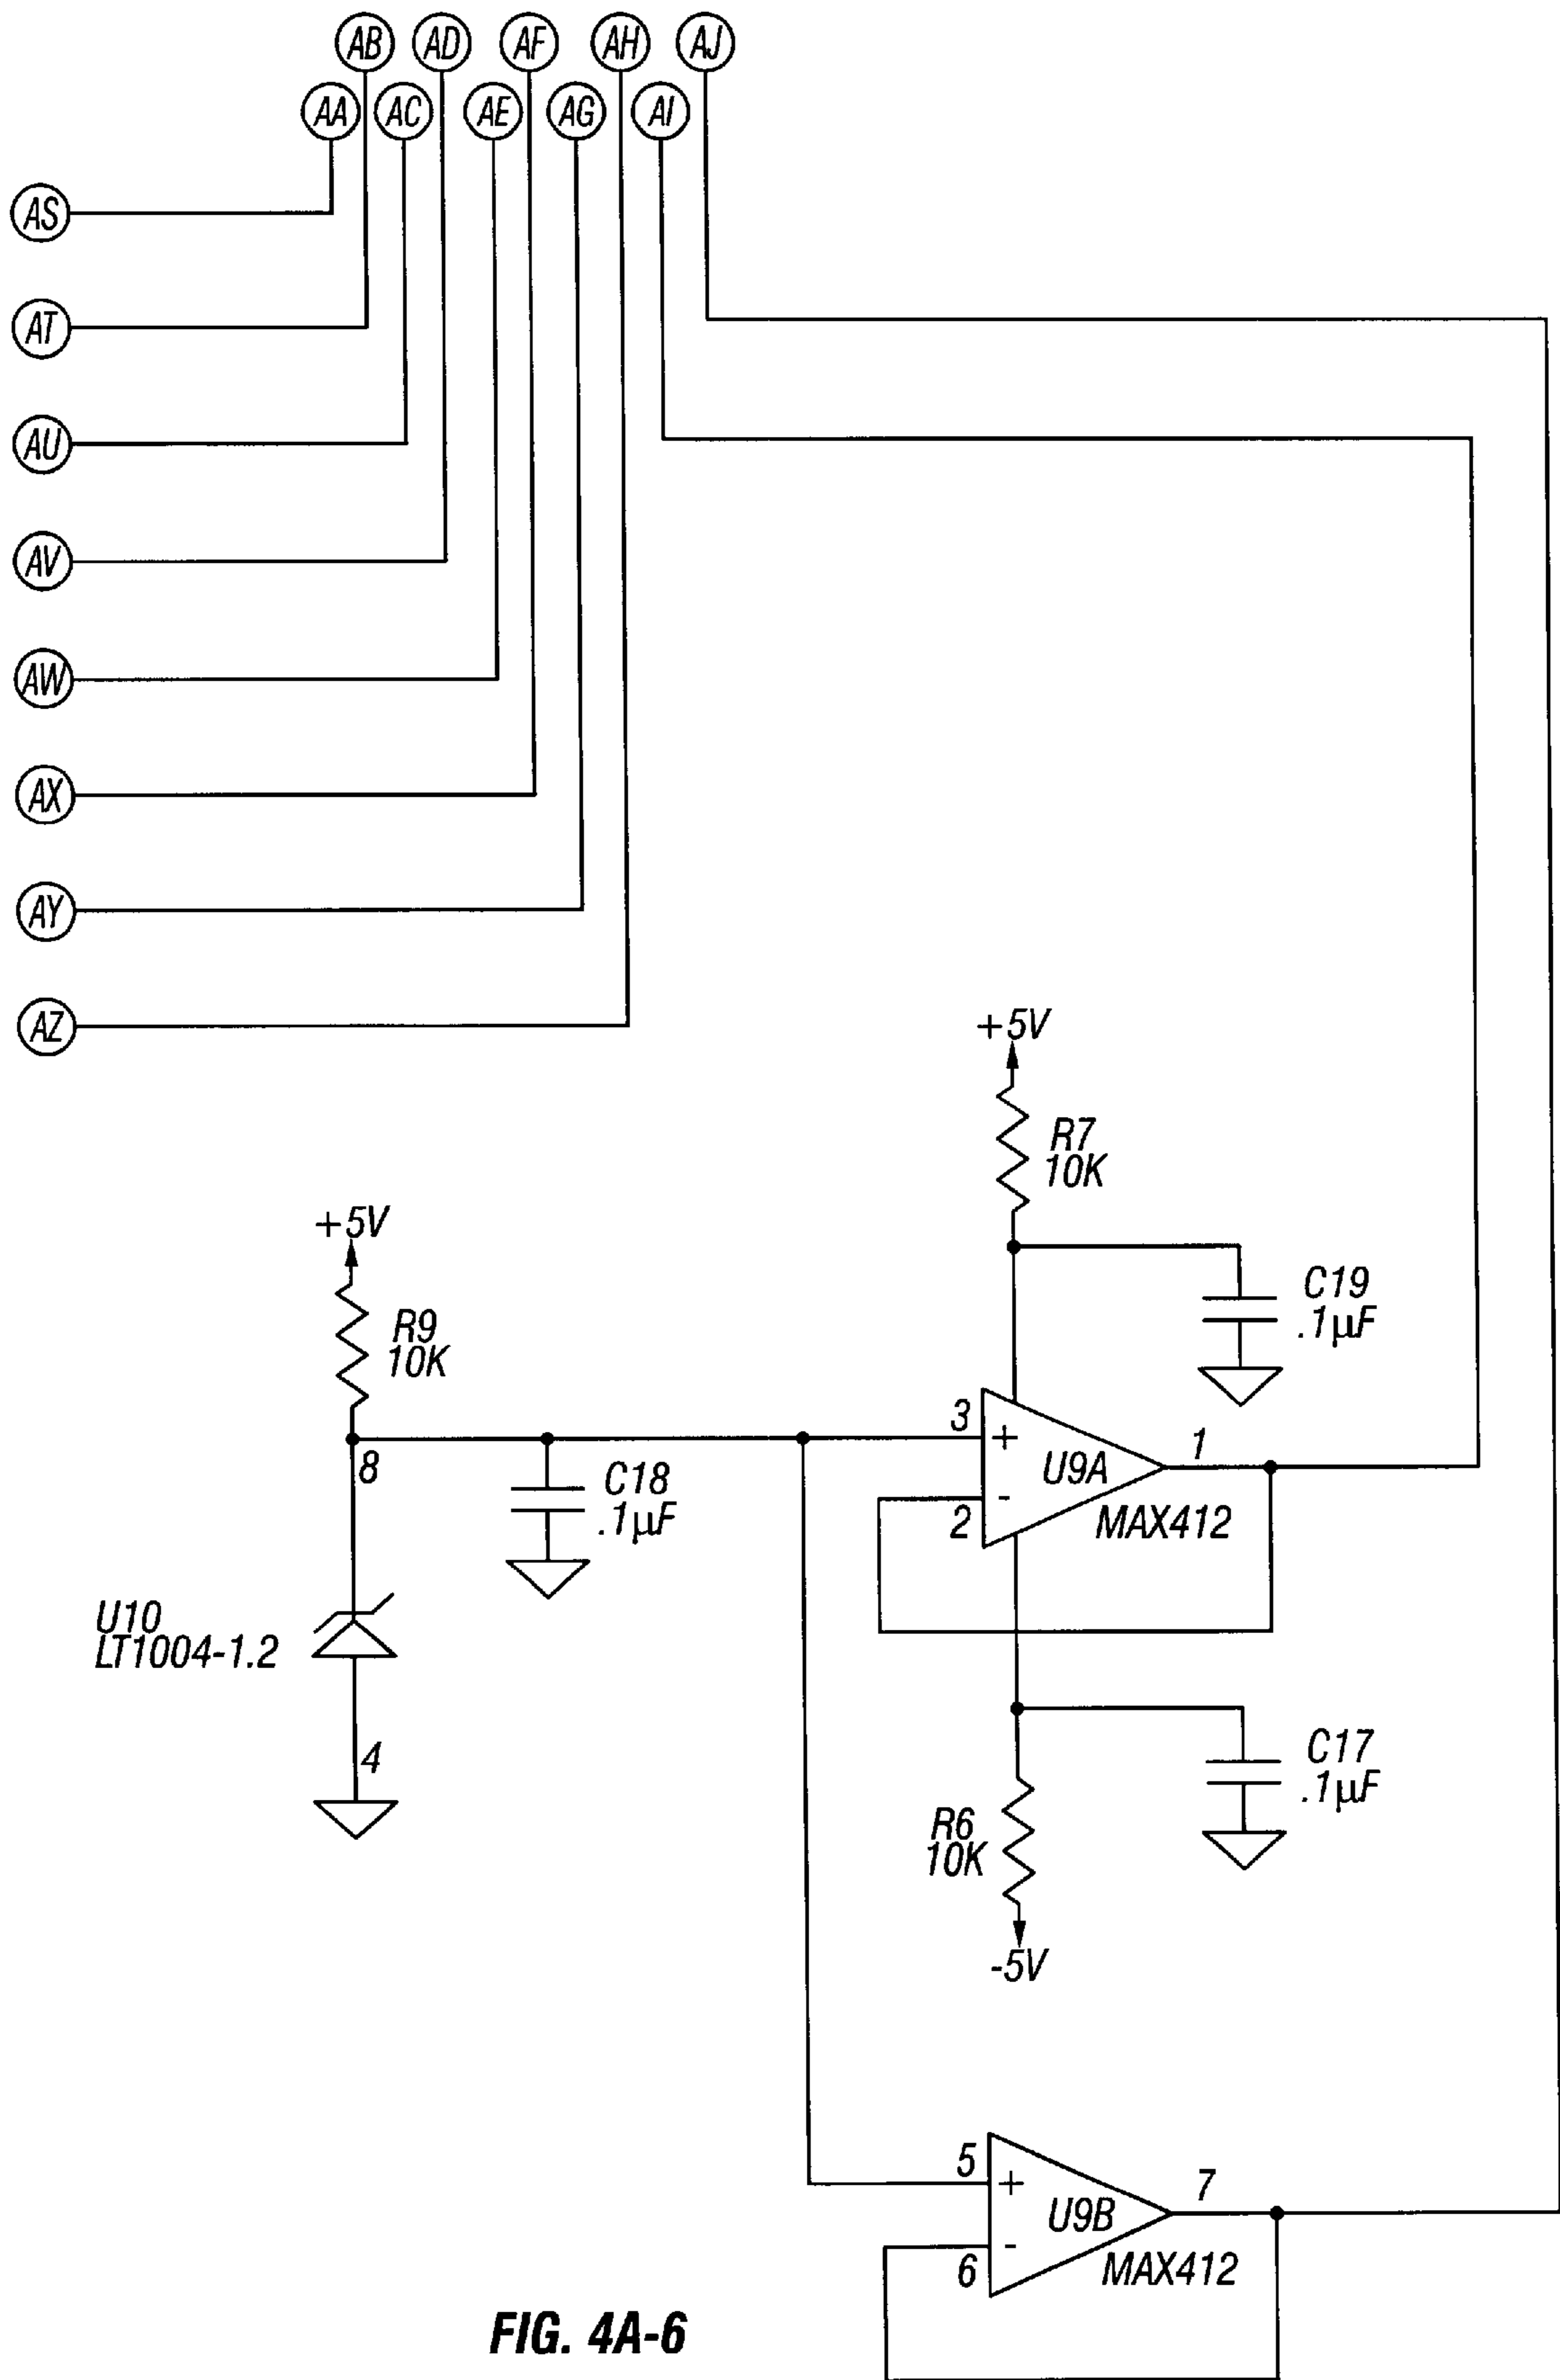 AB AD AF AH AJ
AA AC AE AG AI
AS
AT
AU
AV
AW
AX
AY
AZ
+5V
R7
10K
+5V
R9
10K
C19
.1µF
8
C18
.1µF
3
+
U9A
1
2
-
MAX412
U10
LT1004-1.2
4
C17
.1µF
R6
10K
-5V
5
+
U9B
7
6
-
MAX412
FIG. 4A-6